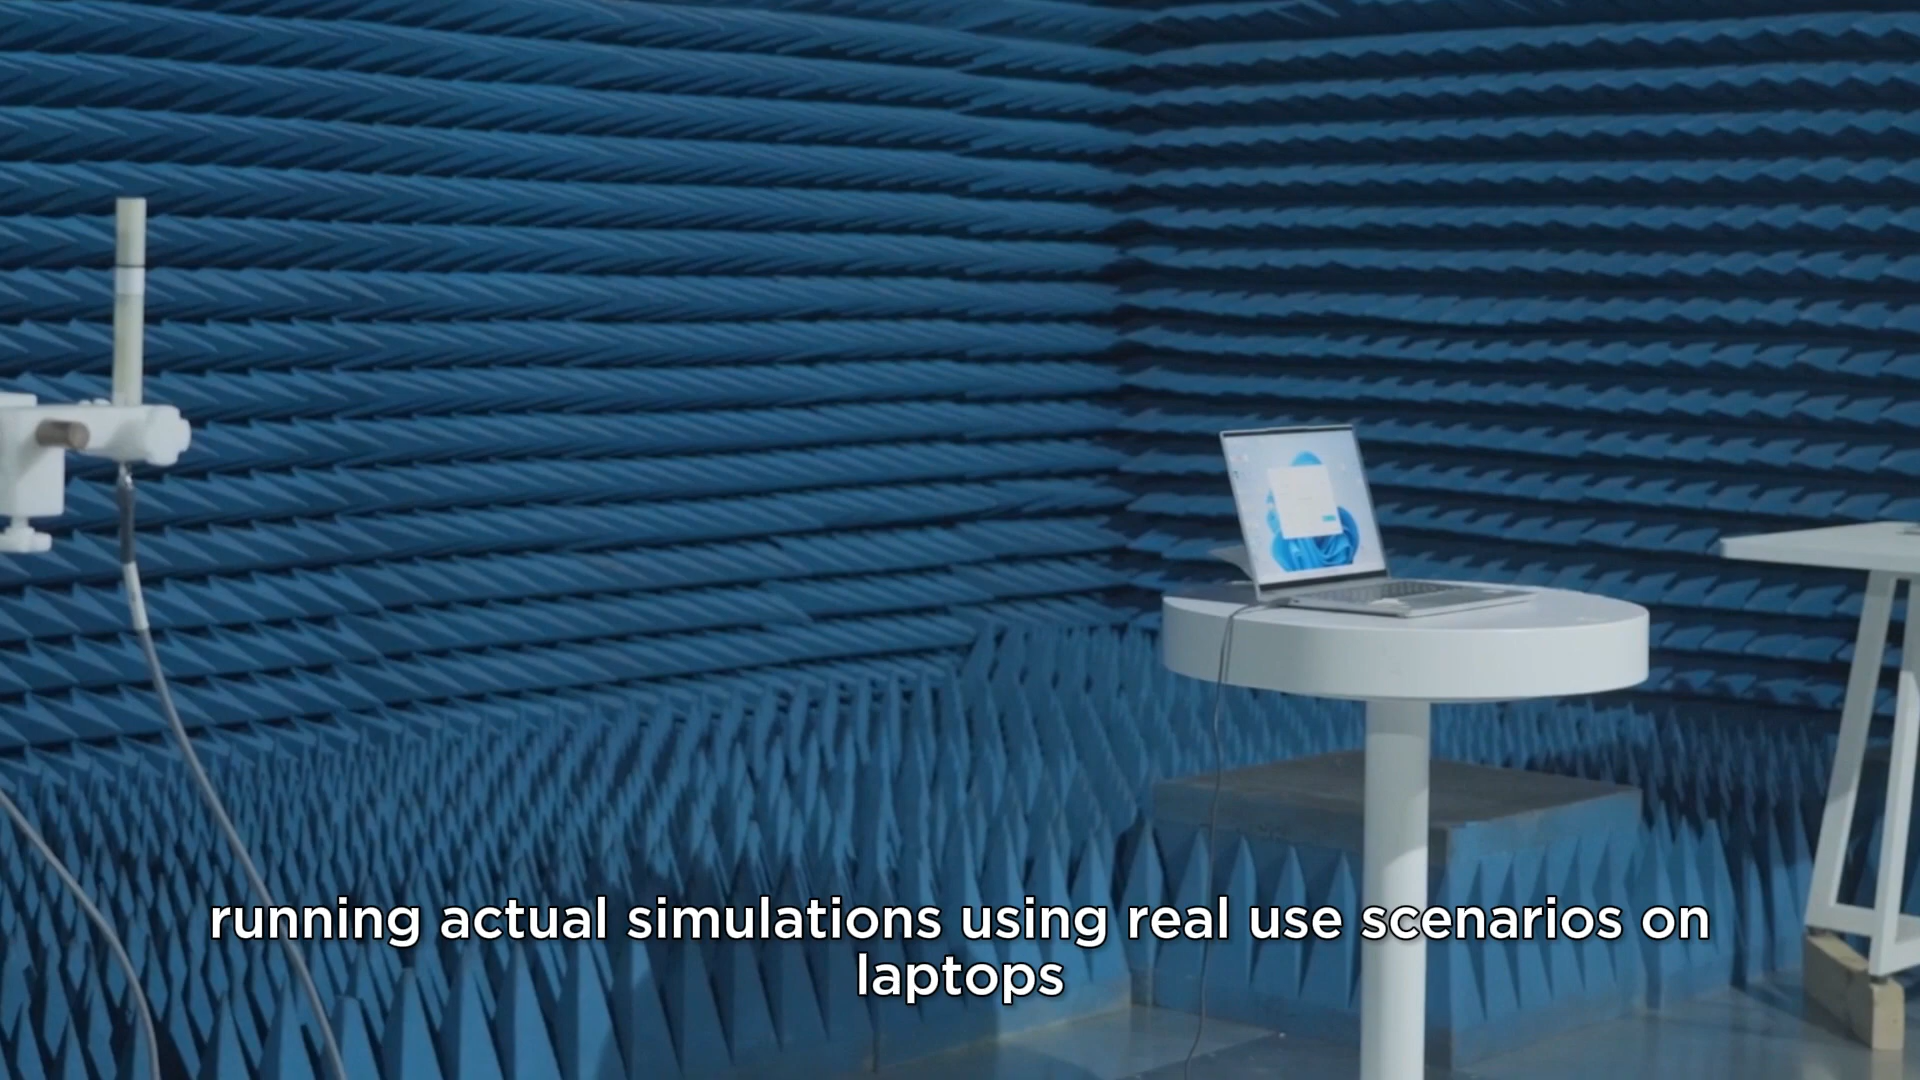 running actual simulations using real use scenarios on
laptops